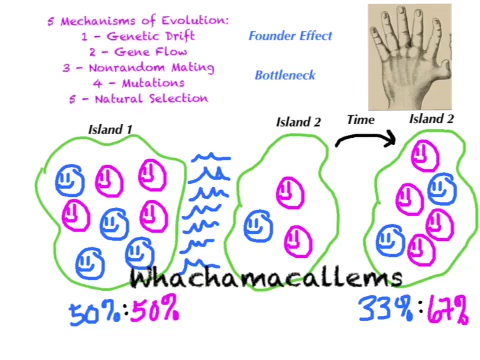 5 Mechanisms of Evolution:
1 - Genetic Drift
2 - Gene Flow
3 - Nonrandom Mating
4 - Mutations
5 - Natural Selection
Founder Effect
Bottleneck
Island 1
Island 2
Time
Island 2
Whachamacallems
50%:50%
33%:67%